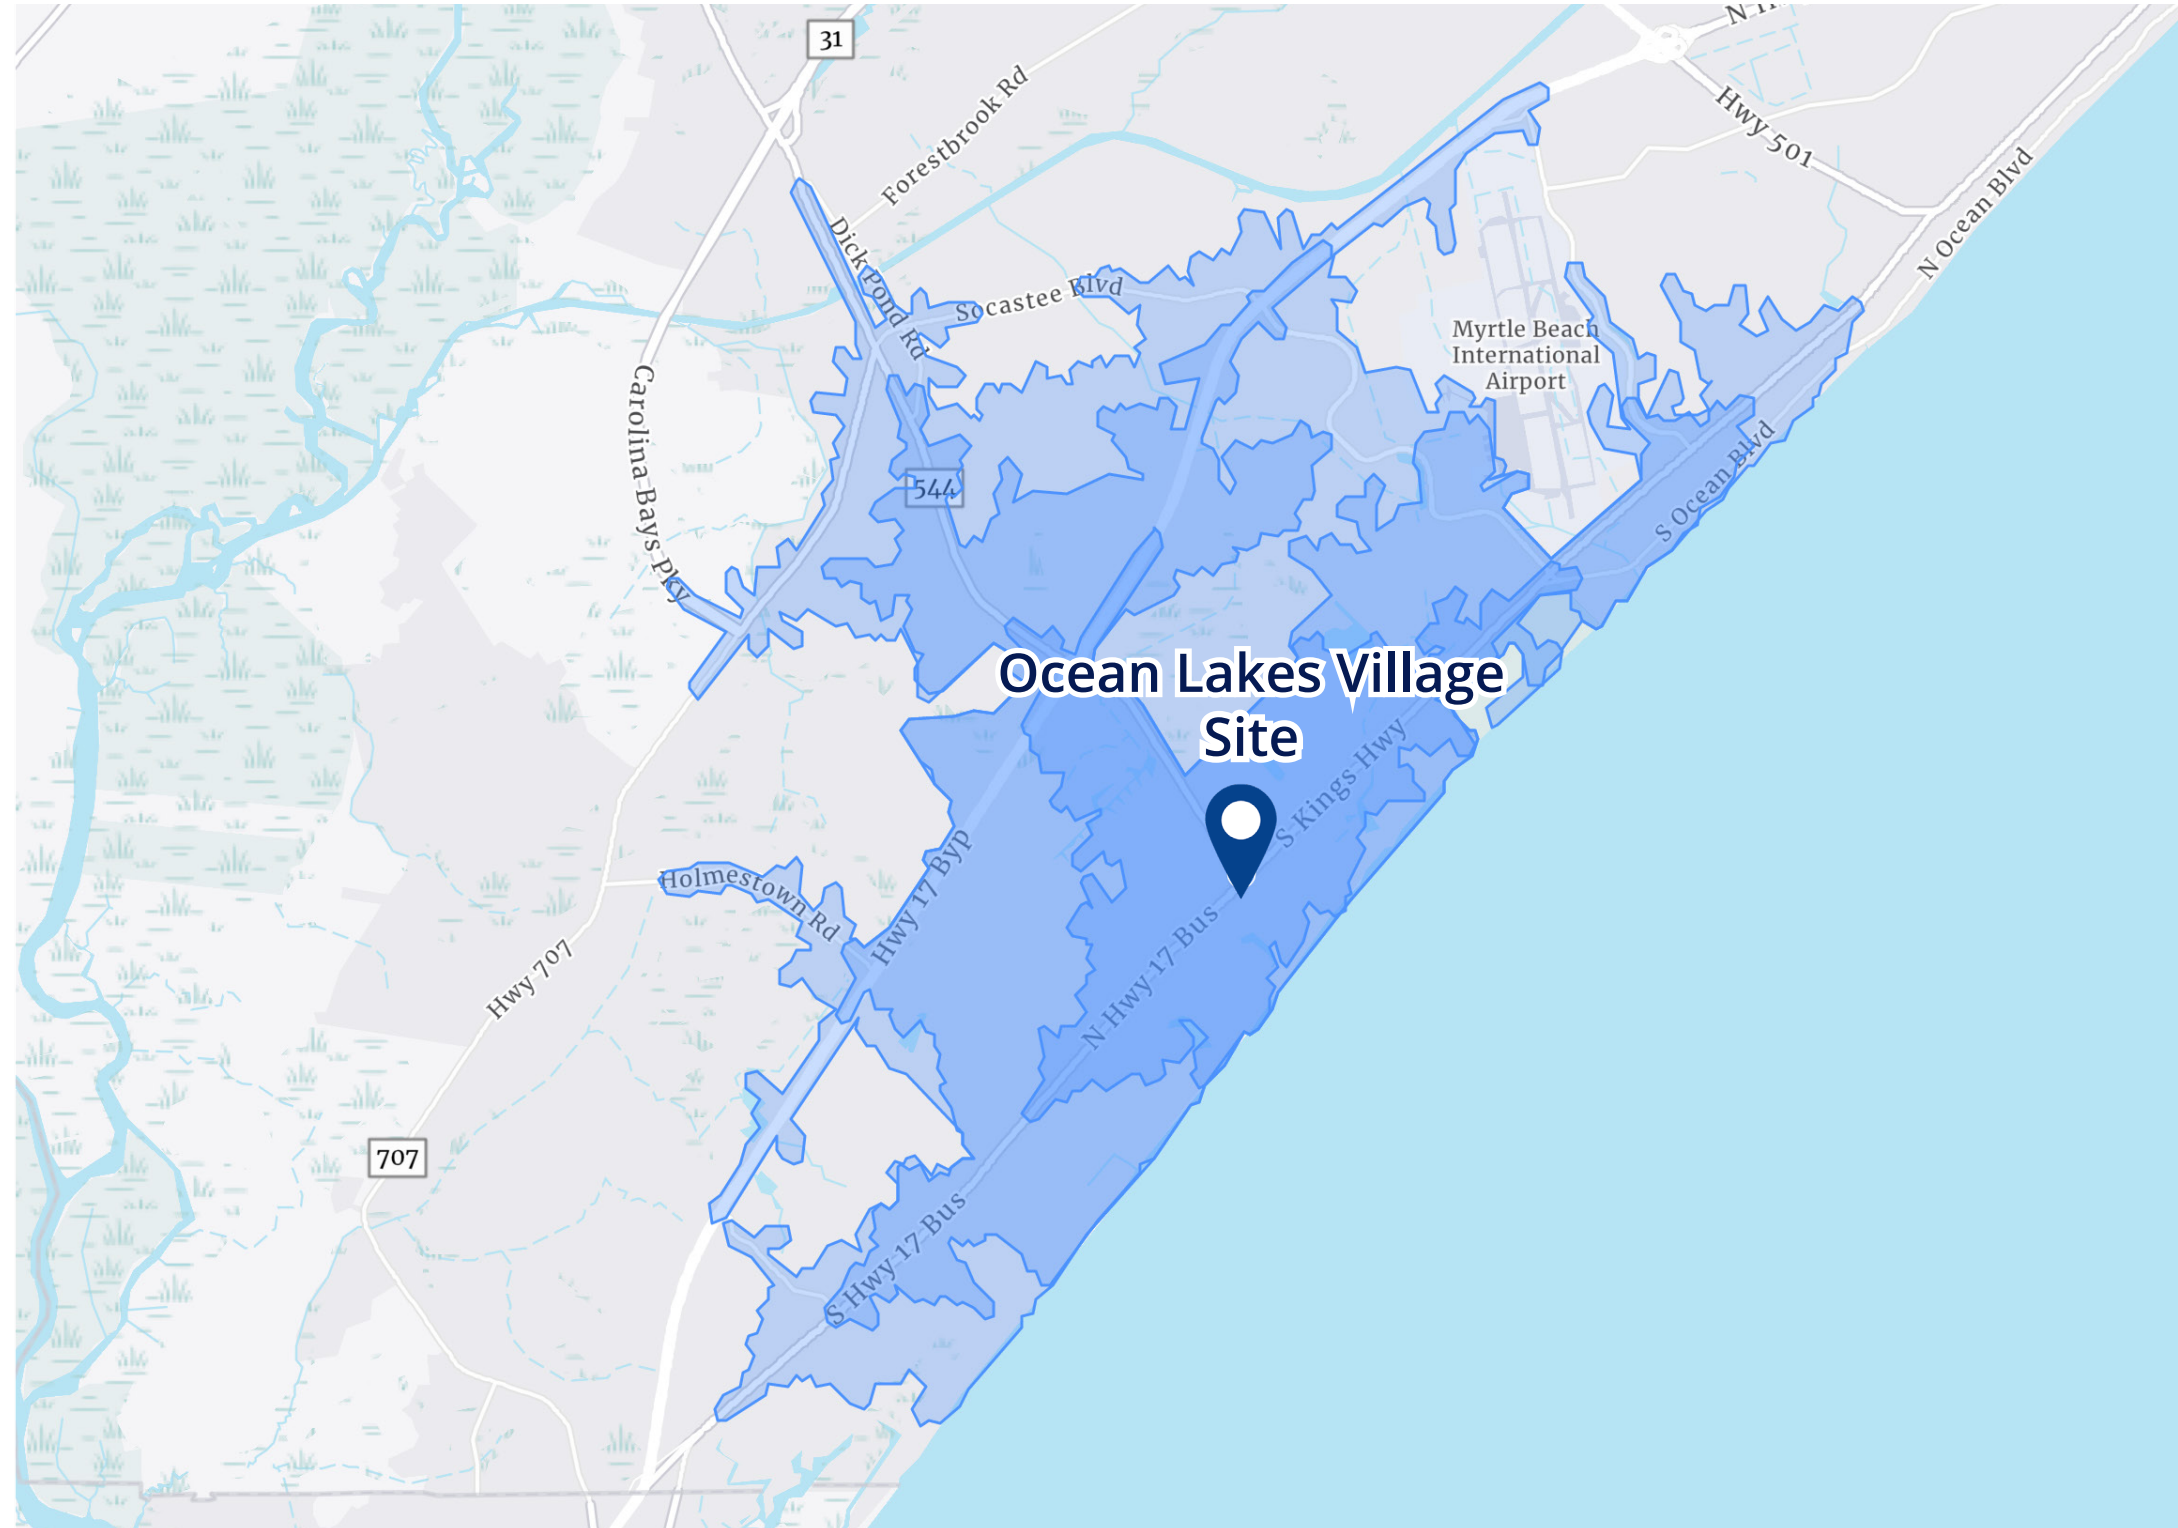 31
N
Forestbrook Rd
Hwy 501
N Ocean Blvd
Dick Pond Rd
Socastee Blvd
Myrtle Beach
International
Airport
Carolina Bays Pky
544
S Ocean Blvd
Ocean Lakes Village
Site
S Kings Hwy
Hwy 17 Byp
Holmestown Rd
Hwy 707
N Hwy 17 Bus
707
S Hwy 17 Bus